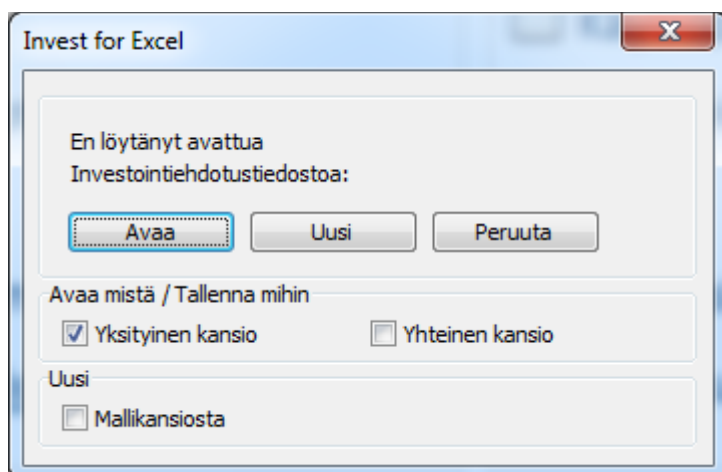 Invest for Excel
En löytänyt avattua
Investointiehdotustiedostoa:
Avaa Uusi Peruuta
Avaa mistä / Tallenna mihin
Yksityinen kansio Yhteinen kansio
Uusi
Mallikansiosta